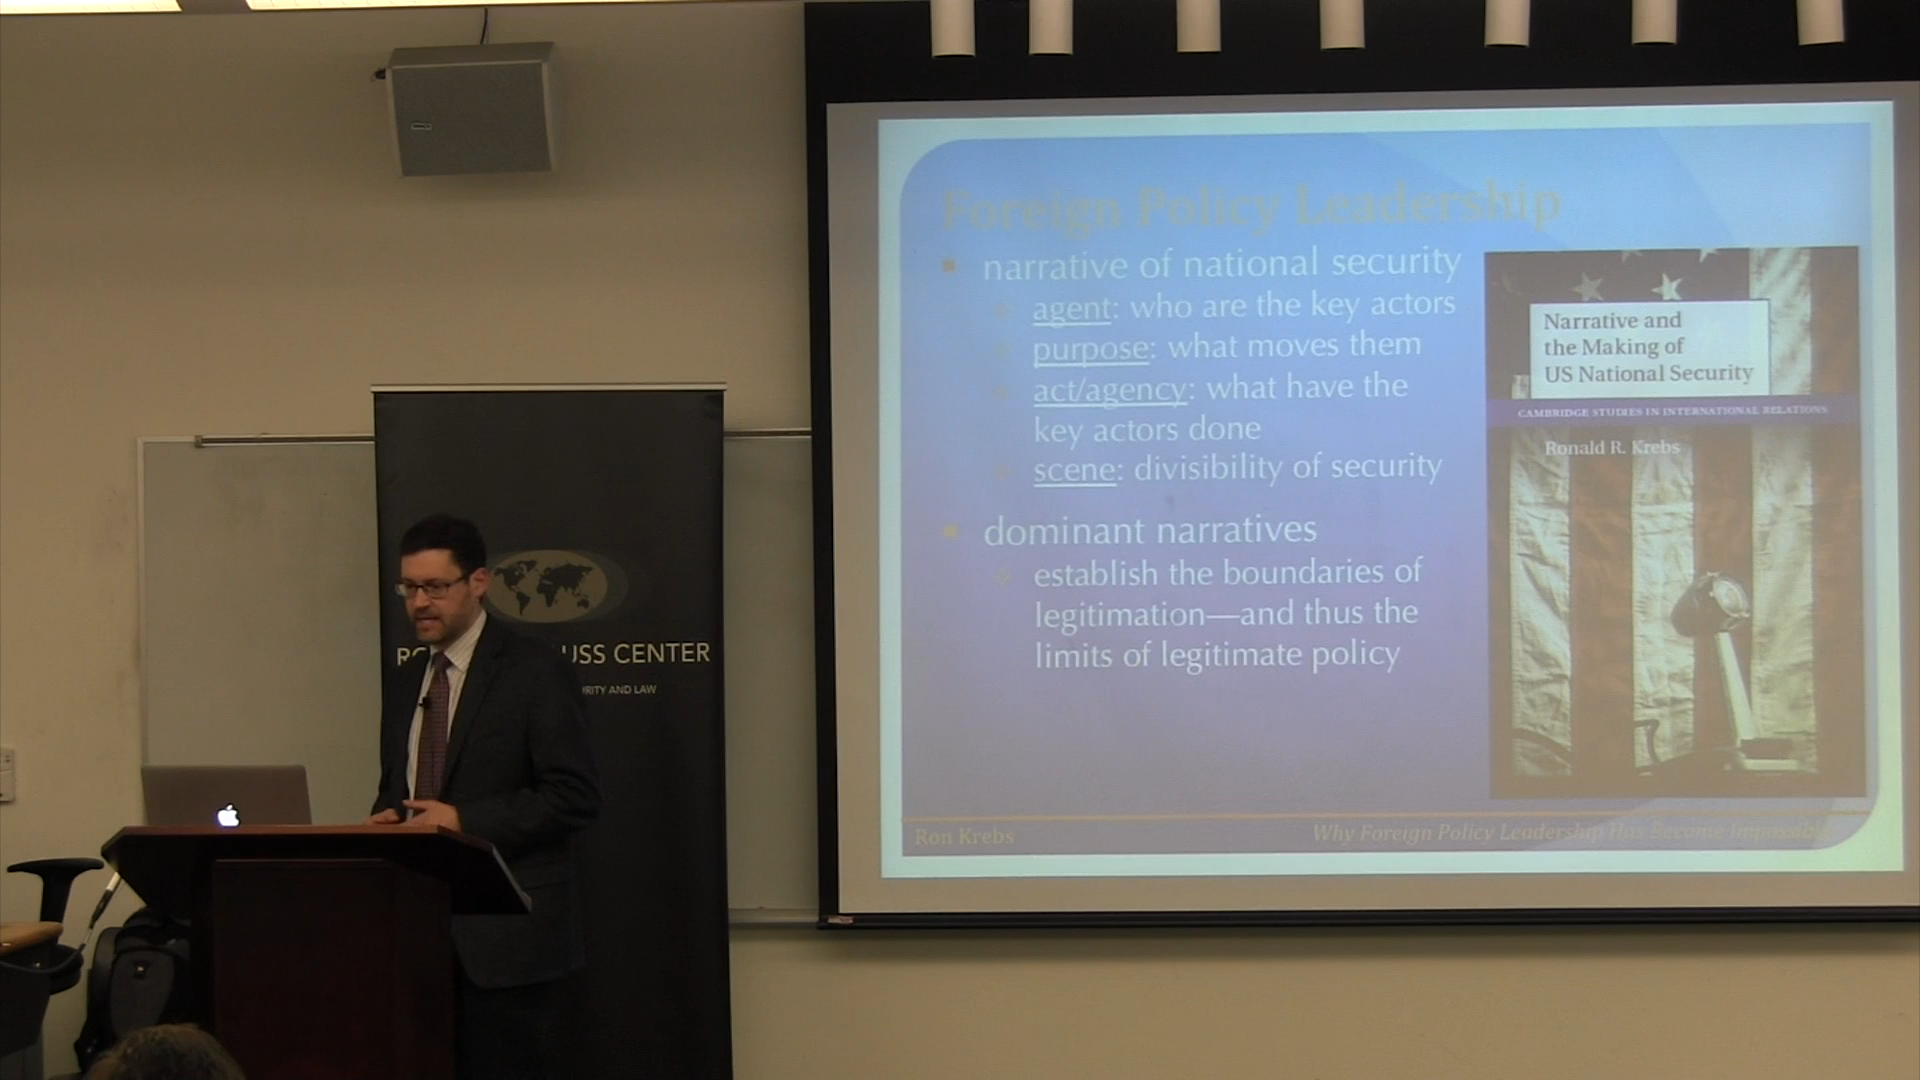 Foreign Policy Leadership
narrative of national security
agent: who are the key actors
purpose: what moves them
act/agency: what have the
key actors done
scene: divisibility of security
dominant narratives
establish the boundaries of
legitimation—and thus the
limits of legitimate policy
Narrative and
the Making of
US National Security
CAMBRIDGE STUDIES IN INTERNATIONAL RELATIONS
Ronald R. Krebs
Ron Krebs
Why Foreign Policy Leadership Has Become Impossible
CENTER
AND LAW